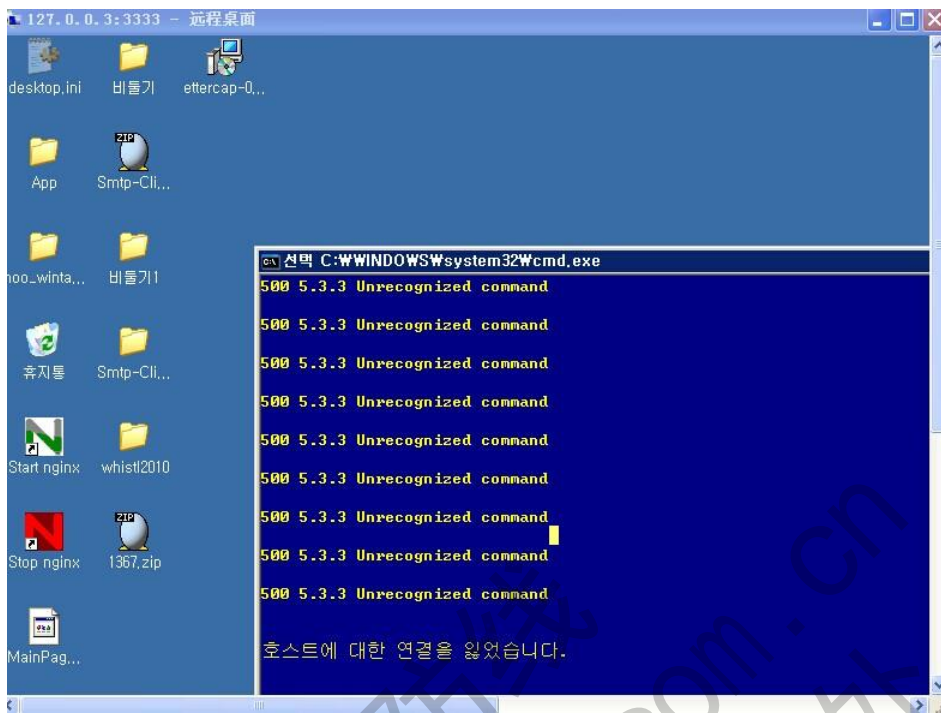 127.0.0.3:3333 - 远程桌面
desktop.ini
비둘기
ettercap-0...
App
Smtp-Cli...
hoo_winta...
비둘기1
휴지통
Smtp-Cli...
Start nginx
whistl2010
Stop nginx
1367.zip
MainPag...
ZIP
ZIP
선택 C:₩WINDOWS₩system32₩cmd.exe
500 5.3.3 Unrecognized command
500 5.3.3 Unrecognized command
500 5.3.3 Unrecognized command
500 5.3.3 Unrecognized command
500 5.3.3 Unrecognized command
500 5.3.3 Unrecognized command
500 5.3.3 Unrecognized command
500 5.3.3 Unrecognized command
500 5.3.3 Unrecognized command
호스트에 대한 연결을 잃었습니다.